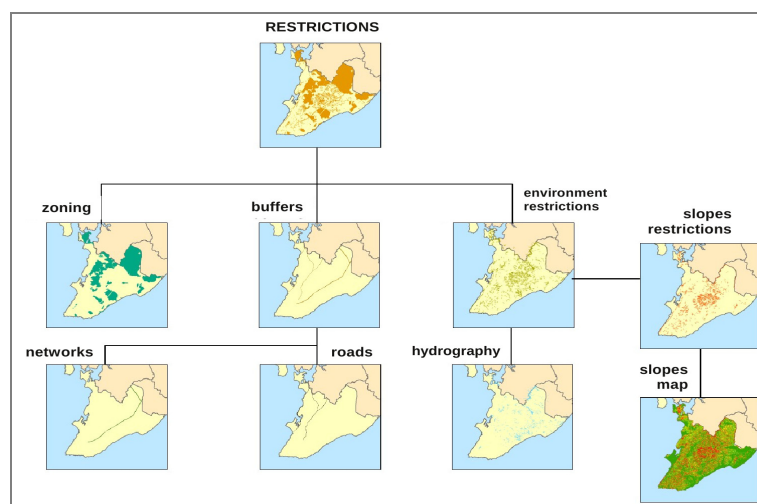 RESTRICTIONS
zoning
buffers
environment
restrictions
slopes
restrictions
networks
roads
hydrography
slopes
map